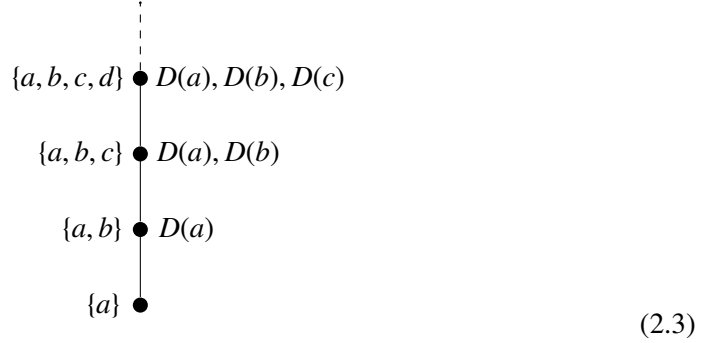 {a, b, c, d} D(a), D(b), D(c)
{a, b, c} D(a), D(b)
{a, b} D(a)
{a}
(2.3)